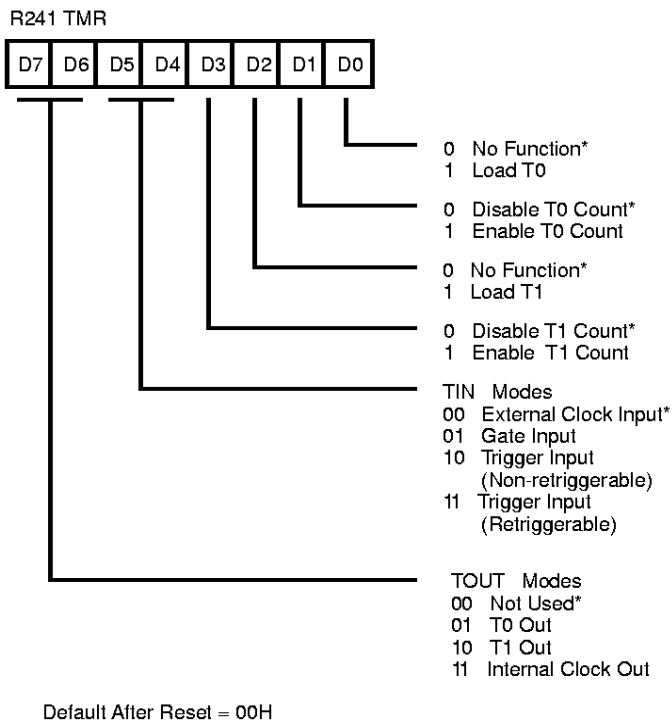 R241 TMR
D7 D6 D5 D4 D3 D2 D1 D0
0 No Function*
1 Load T0
0 Disable T0 Count*
1 Enable T0 Count
0 No Function*
1 Load T1
0 Disable T1 Count*
1 Enable T1 Count
TIN Modes
00 External Clock Input*
01 Gate Input
10 Trigger Input
(Non-retriggerable)
11 Trigger Input
(Retriggerable)
TOUT Modes
00 Not Used*
01 T0 Out
10 T1 Out
11 Internal Clock Out
Default After Reset = 00H